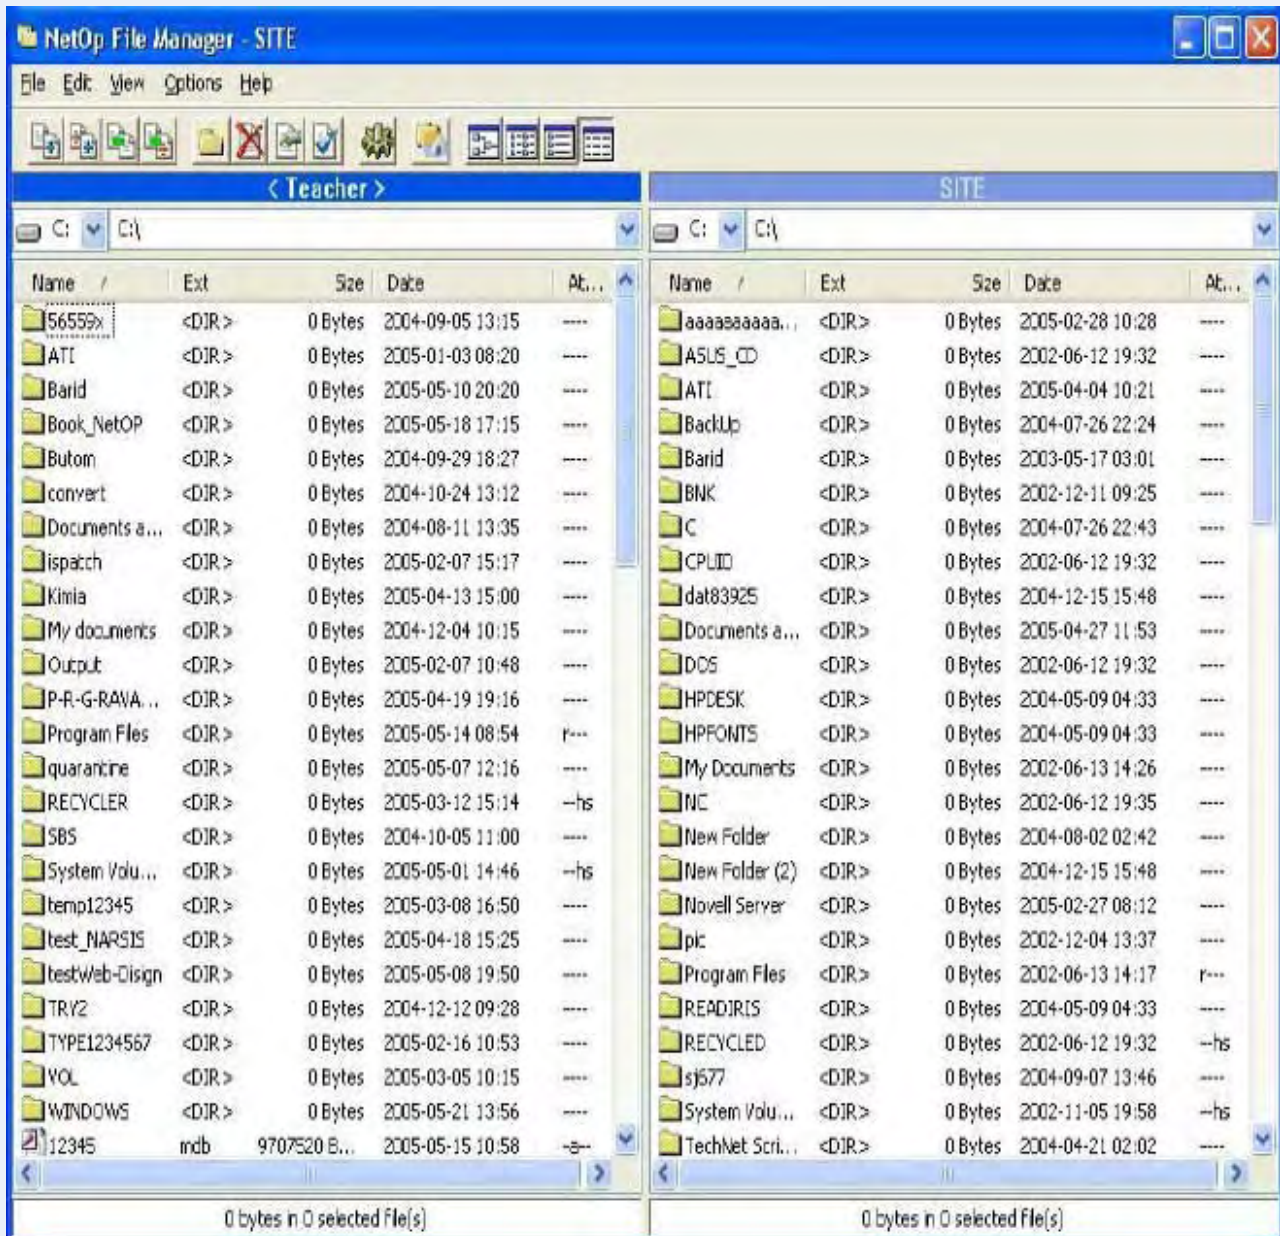 NetOp File Manager - SITE
File Edit View Options Help
< Teacher >
C: C:\
Name / Ext Size Date At...
56559x <DIR> 0 Bytes 2004-09-05 13:15 ----
ATI <DIR> 0 Bytes 2005-01-03 08:20 ----
Barid <DIR> 0 Bytes 2005-05-10 20:20 ----
Book_NetOP <DIR> 0 Bytes 2005-05-18 17:15 ----
Butom <DIR> 0 Bytes 2004-09-29 18:27 ----
convert <DIR> 0 Bytes 2004-10-24 13:12 ----
Documents a... <DIR> 0 Bytes 2004-08-11 13:35 ----
ispatch <DIR> 0 Bytes 2005-02-07 15:17 ----
Kimia <DIR> 0 Bytes 2005-04-13 15:00 ----
My documents <DIR> 0 Bytes 2004-12-04 10:15 ----
Output <DIR> 0 Bytes 2005-02-07 10:48 ----
P-R-G-RAVA... <DIR> 0 Bytes 2005-04-19 19:16 ----
Program Files <DIR> 0 Bytes 2005-05-14 08:54 r---
quarantine <DIR> 0 Bytes 2005-05-07 12:16 ----
RECYCLER <DIR> 0 Bytes 2005-03-12 15:14 --hs
SBS <DIR> 0 Bytes 2004-10-05 11:00 ----
System Volu... <DIR> 0 Bytes 2005-05-01 14:46 --hs
temp12345 <DIR> 0 Bytes 2005-03-08 16:50 ----
test_NARSIS <DIR> 0 Bytes 2005-04-18 15:25 ----
testWeb-Disign <DIR> 0 Bytes 2005-05-08 19:50 ----
TRY2 <DIR> 0 Bytes 2004-12-12 09:28 ----
TYPE1234567 <DIR> 0 Bytes 2005-02-16 10:53 ----
VOL <DIR> 0 Bytes 2005-03-05 10:15 ----
WINDOWS <DIR> 0 Bytes 2005-05-21 13:56 ----
12345 mdb 9707520 B... 2005-05-15 10:58 -a--
0 bytes in 0 selected file(s)
SITE
C: C:\
Name / Ext Size Date At...
aaaaaaaaaa... <DIR> 0 Bytes 2005-02-28 10:28 ----
ASUS_CD <DIR> 0 Bytes 2002-06-12 19:32 ----
ATI <DIR> 0 Bytes 2005-04-04 10:21 ----
BackUp <DIR> 0 Bytes 2004-07-26 22:24 ----
Barid <DIR> 0 Bytes 2003-05-17 03:01 ----
BNK <DIR> 0 Bytes 2002-12-11 09:25 ----
C <DIR> 0 Bytes 2004-07-26 22:43 ----
CPUID <DIR> 0 Bytes 2002-06-12 19:32 ----
dat83925 <DIR> 0 Bytes 2004-12-15 15:48 ----
Documents a... <DIR> 0 Bytes 2005-04-27 11:53 ----
DOS <DIR> 0 Bytes 2002-06-12 19:32 ----
HPDESK <DIR> 0 Bytes 2004-05-09 04:33 ----
HPFONTS <DIR> 0 Bytes 2004-05-09 04:33 ----
My Documents <DIR> 0 Bytes 2002-06-13 14:26 ----
NC <DIR> 0 Bytes 2002-06-12 19:35 ----
New Folder <DIR> 0 Bytes 2004-08-02 02:42 ----
New Folder (2) <DIR> 0 Bytes 2004-12-15 15:48 ----
Novell Server <DIR> 0 Bytes 2005-02-27 08:12 ----
pic <DIR> 0 Bytes 2002-12-04 13:37 ----
Program Files <DIR> 0 Bytes 2002-06-13 14:17 r---
READIRIS <DIR> 0 Bytes 2004-05-09 04:33 ----
RECYCLED <DIR> 0 Bytes 2002-06-12 19:32 --hs
sj677 <DIR> 0 Bytes 2004-09-07 13:46 ----
System Volu... <DIR> 0 Bytes 2002-11-05 19:58 --hs
TechNet Scri... <DIR> 0 Bytes 2004-04-21 02:02 ----
0 bytes in 0 selected file(s)